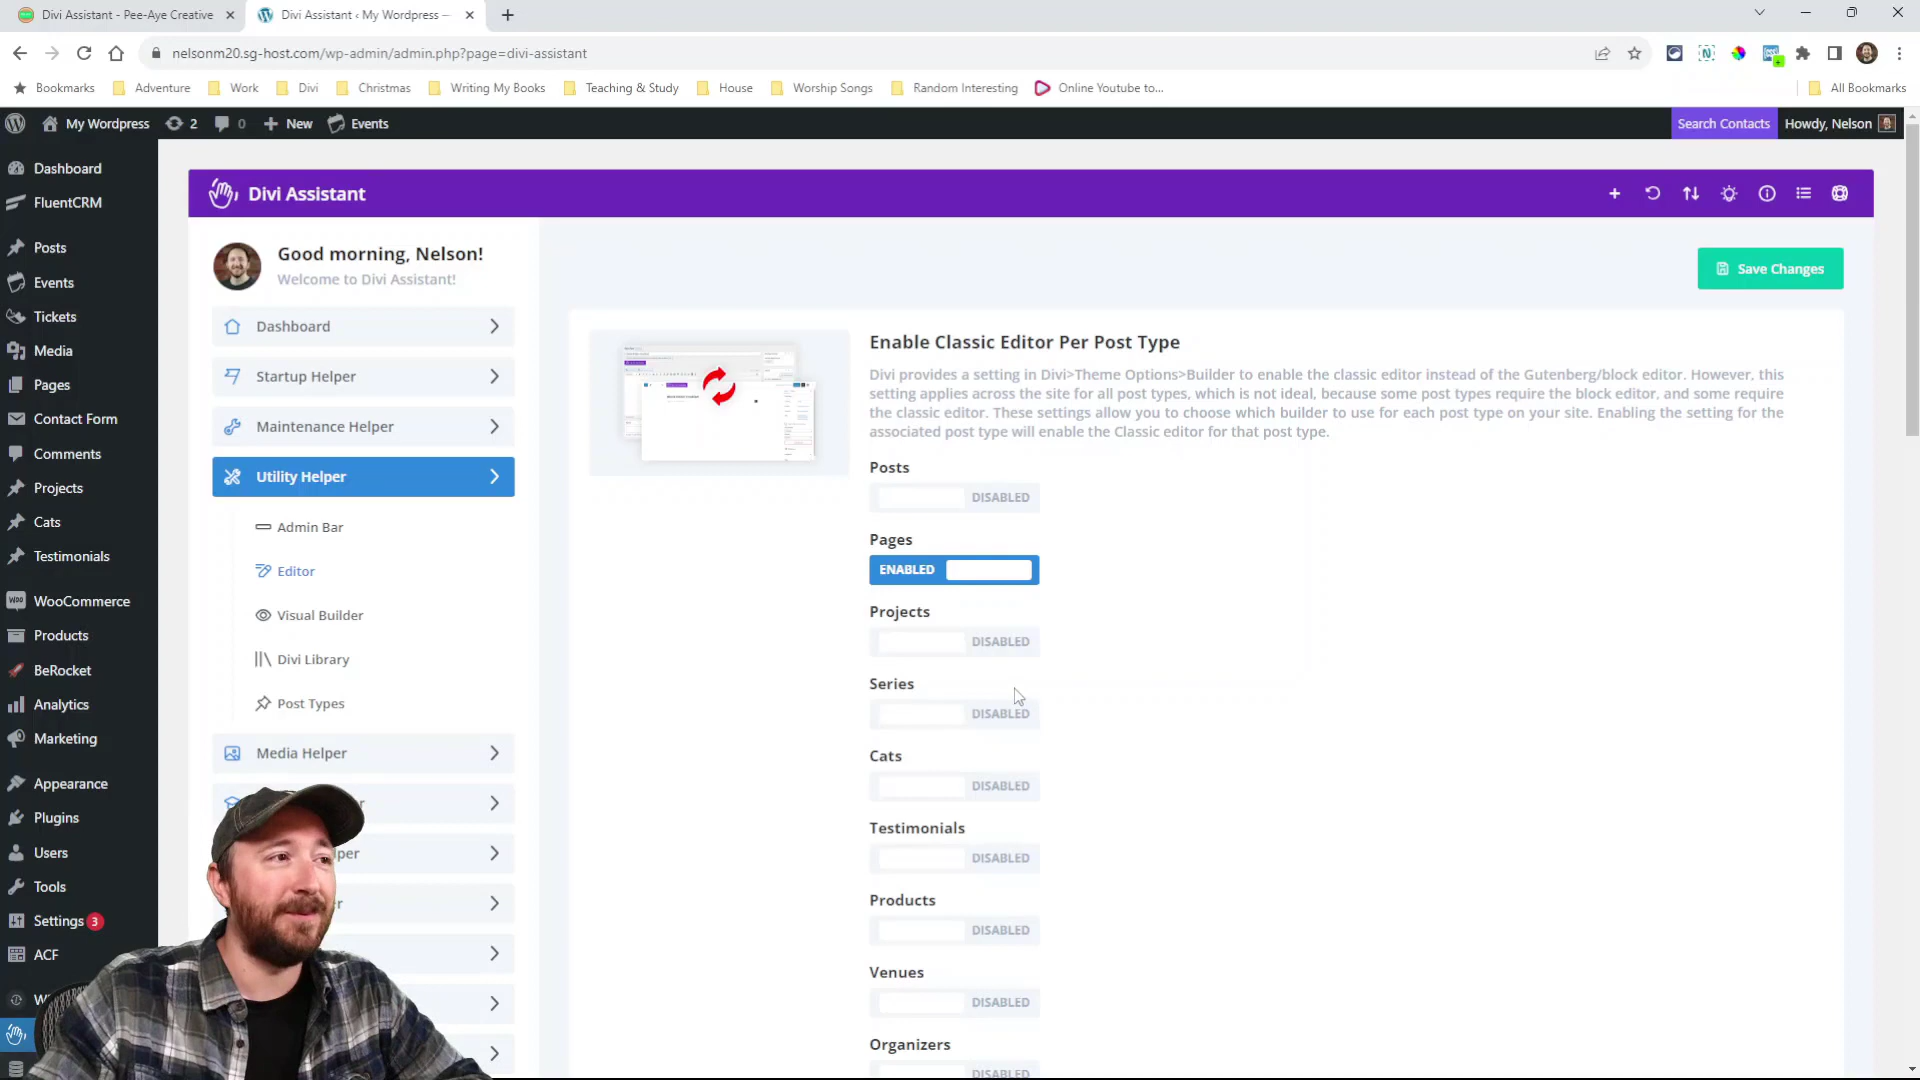 Divi Assistant - Pee-Aye Creative
Divi Assistant ‹ My Wordpress —
nelsonm20.sg-host.com/wp-admin/admin.php?page=divi-assistant
Bookmarks
Adventure
Work
Divi
Christmas
Writing My Books
Teaching & Study
House
Worship Songs
Random Interesting
Online Youtube to...
All Bookmarks
My Wordpress
2
0
New
Events
Search Contacts
Howdy, Nelson
Dashboard
FluentCRM
Posts
Events
Tickets
Media
Pages
Contact Form
Comments
Projects
Cats
Testimonials
WooCommerce
Products
BeRocket
Analytics
Marketing
Appearance
Plugins
Users
Tools
Settings 3
ACF
Divi Assistant
Good morning, Nelson!
Welcome to Divi Assistant!
Dashboard
Startup Helper
Maintenance Helper
Utility Helper
Admin Bar
Editor
Visual Builder
Divi Library
Post Types
Media Helper
Save Changes
Enable Classic Editor Per Post Type
Divi provides a setting in Divi>Theme Options>Builder to enable the classic editor instead of the Gutenberg/block editor. However, this
setting applies across the site for all post types, which is not ideal, because some post types require the block editor, and some require
the classic editor. These settings allow you to choose which builder to use for each post type on your site. Enabling the setting for the
associated post type will enable the Classic editor for that post type.
Posts
DISABLED
Pages
ENABLED
Projects
DISABLED
Series
DISABLED
Cats
DISABLED
Testimonials
DISABLED
Products
DISABLED
Venues
DISABLED
Organizers
DISABLED